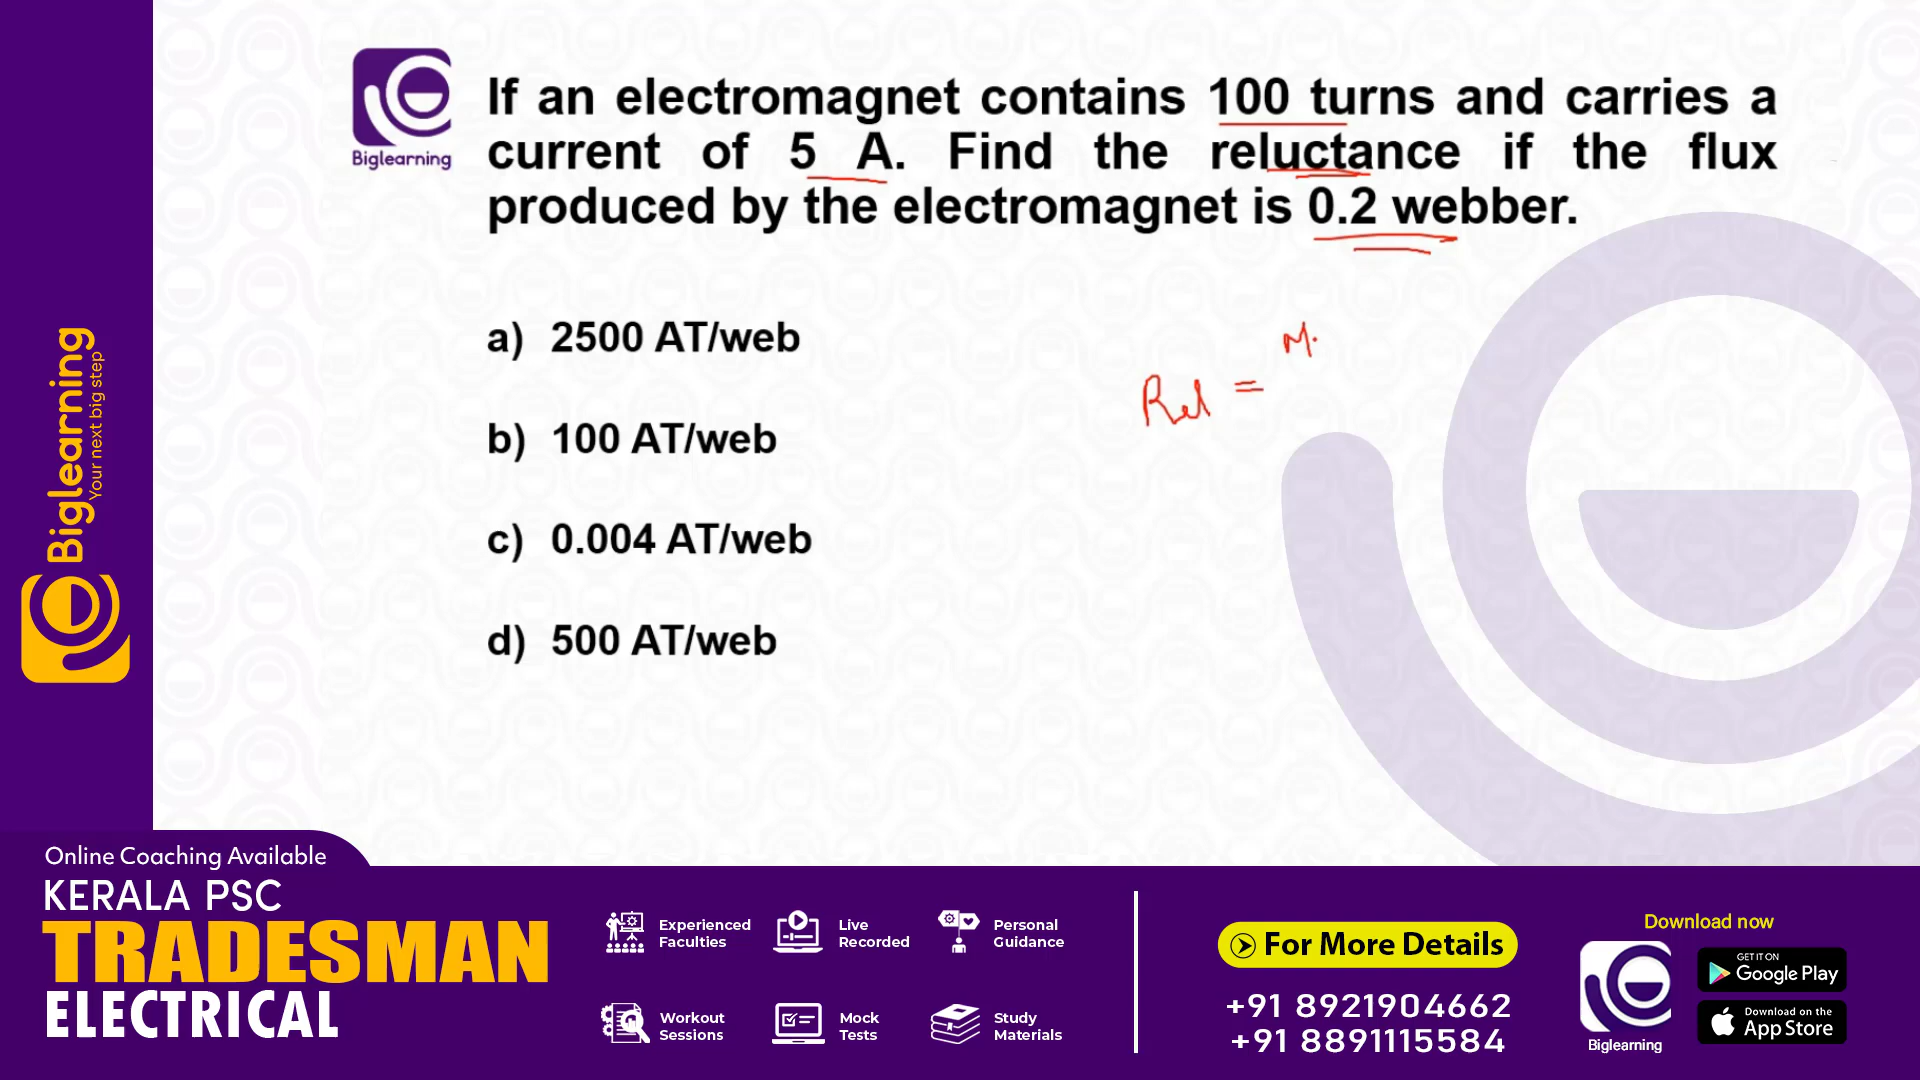 Biglearning
If an electromagnet contains 100 turns and carries a
current of 5 A. Find the reluctance if the flux
produced by the electromagnet is 0.2 webber.
a) 2500 AT/web
b) 100 AT/web
c) 0.004 AT/web
d) 500 AT/web
M.
Rel =
Biglearning
Your next big step
Online Coaching Available
KERALA PSC
TRADESMAN
ELECTRICAL
Experienced
Faculties
Live
Recorded
Personal
Guidance
Workout
Sessions
Mock
Tests
Study
Materials
For More Details
+91 8921904662
+91 8891115584
Download now
Biglearning
GET IT ON
Google Play
Download on the
App Store